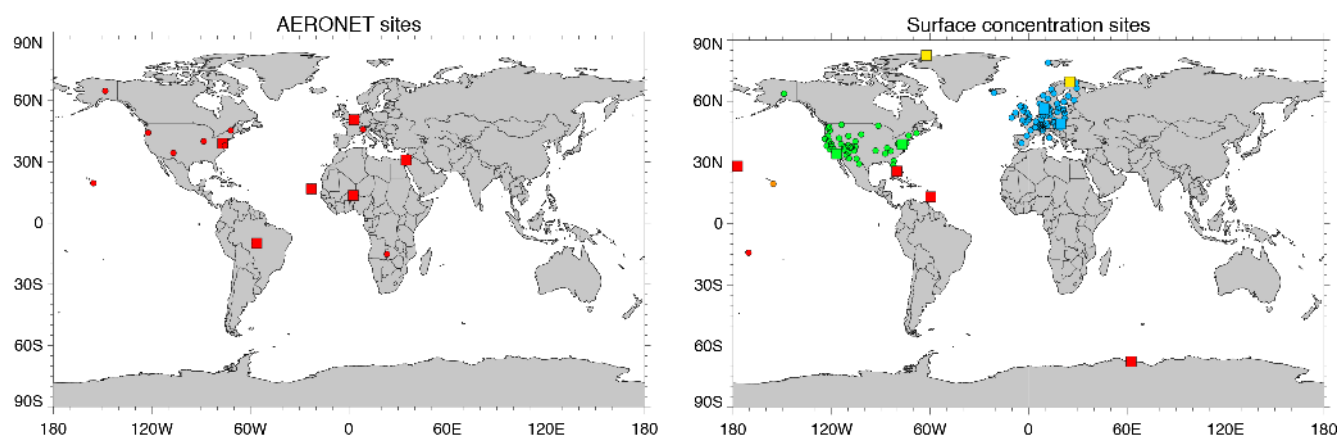 AERONET sites
90N
60N
30N
0
30S
60S
90S
180 120W 60W 0 60E 120E 180
Surface concentration sites
90N
60N
30N
0
30S
60S
90S
180 120W 60W 0 60E 120E 180